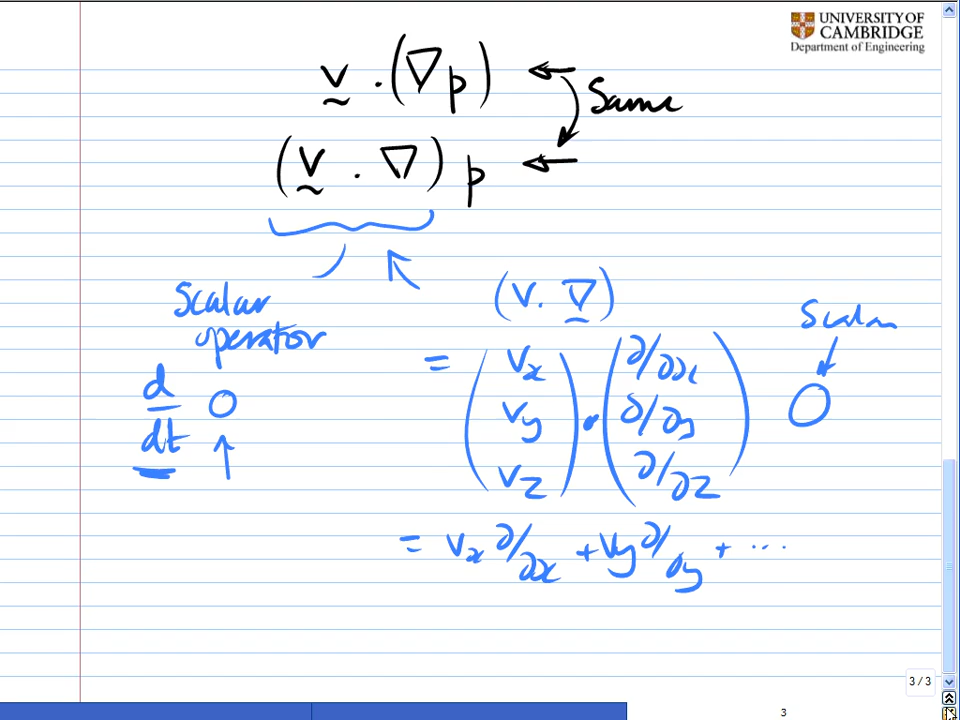 UNIVERSITY OF
CAMBRIDGE
Department of Engineering
v . (∇p)
Same
(v . ∇) p
Scalar
operator
(v . ∇)
Scalar
d/dt
= (vx vy vz) . (∂/∂x ∂/∂y ∂/∂z)
= vx ∂/∂x + vy ∂/∂y + ...
3 / 3
3